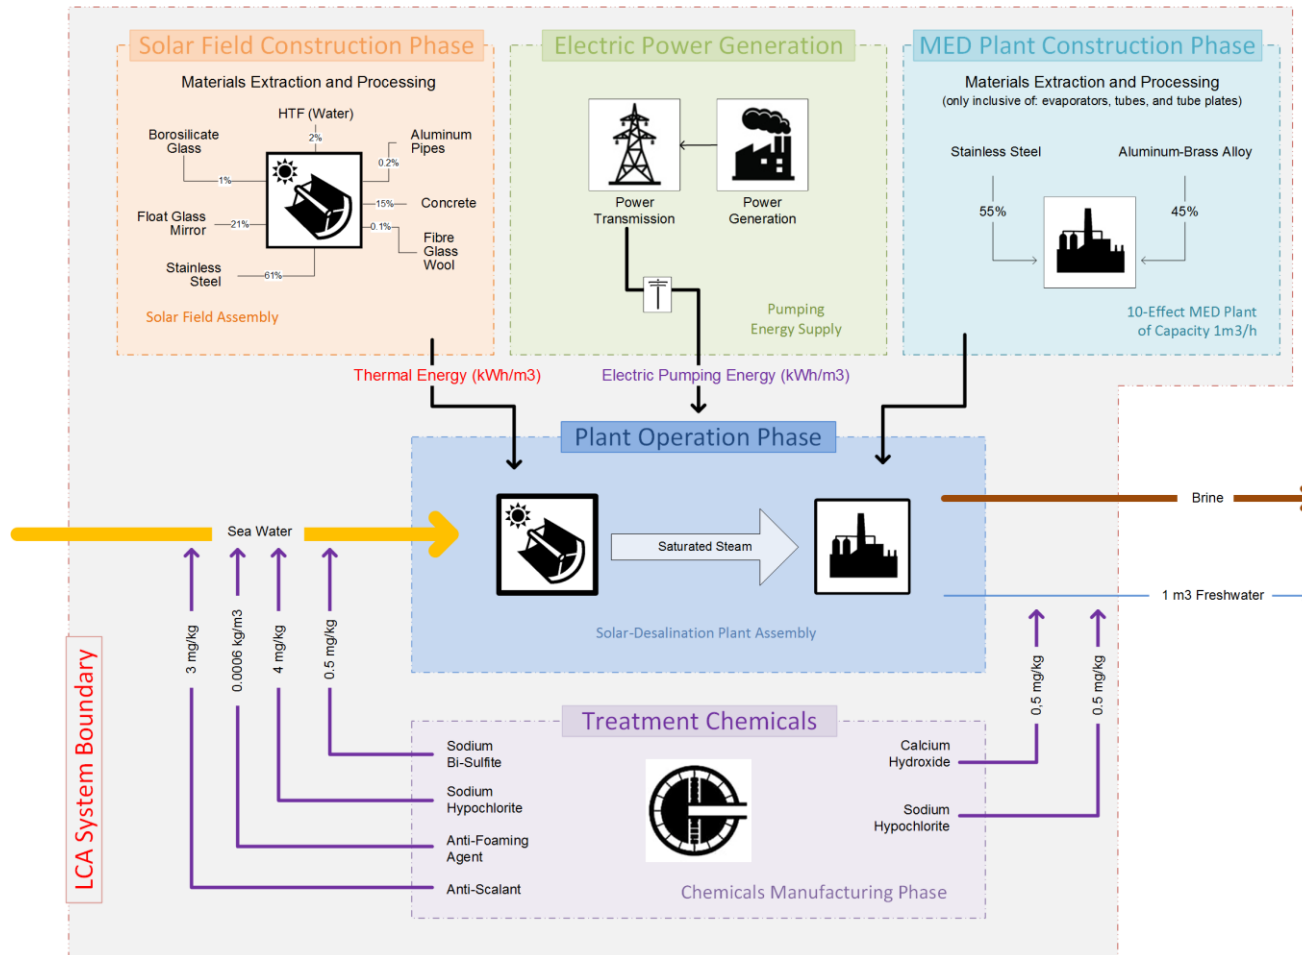 Solar Field Construction Phase
Materials Extraction and Processing
HTF (Water)
2%
Borosilicate
Glass
1%
Aluminum
Pipes
0.2%
Float Glass
Mirror
21%
15%
Concrete
0.1%
Fibre
Glass
Wool
Stainless
Steel
61%
Solar Field Assembly
Electric Power Generation
Power
Transmission
Power
Generation
Pumping
Energy Supply
MED Plant Construction Phase
Materials Extraction and Processing
(only inclusive of: evaporators, tubes, and tube plates)
Stainless Steel
Aluminum-Brass Alloy
55%
45%
10-Effect MED Plant
of Capacity 1m3/h
Thermal Energy (kWh/m3)
Electric Pumping Energy (kWh/m3)
Plant Operation Phase
Sea Water
Saturated Steam
Brine
1 m3 Freshwater
Solar-Desalination Plant Assembly
3 mg/kg
0.0006 kg/m3
4 mg/kg
0.5 mg/kg
0,5 mg/kg
0.5 mg/kg
LCA System Boundary
Treatment Chemicals
Sodium
Bi-Sulfite
Sodium
Hypochlorite
Anti-Foaming
Agent
Anti-Scalant
Calcium
Hydroxide
Sodium
Hypochlorite
Chemicals Manufacturing Phase